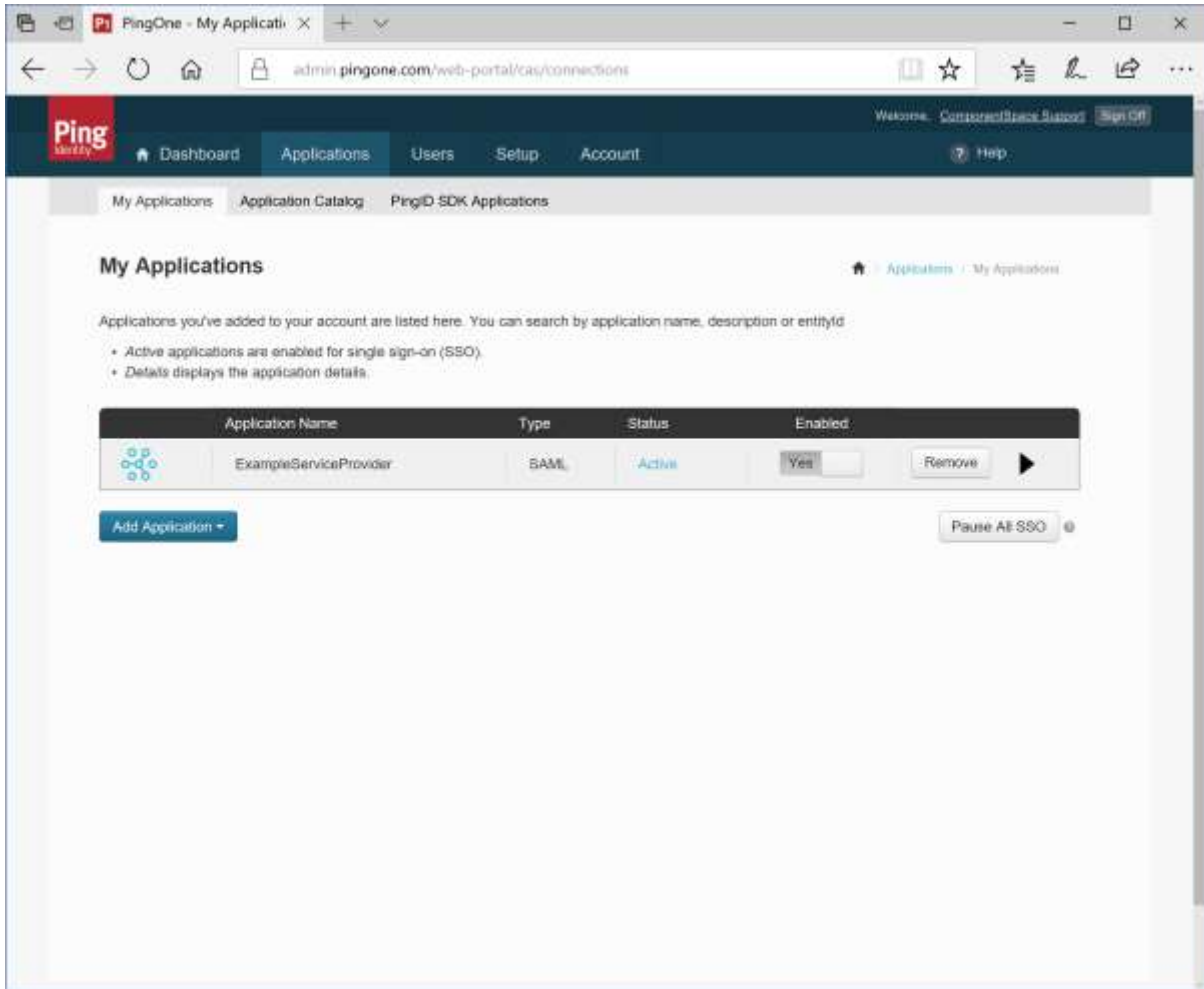 P1 PingOne - My Applicati
admin.pingone.com/web-portal/cas/connections
Welcome, ComponentSpace Support Sign Off
Ping
Identity
Dashboard Applications Users Setup Account ? Help
My Applications Application Catalog PingID SDK Applications
My Applications
Applications / My Applications
Applications you've added to your account are listed here. You can search by application name, description or entityId
• Active applications are enabled for single sign-on (SSO).
• Details displays the application details.
Application Name Type Status Enabled
ExampleServiceProvider SAML Active Yes Remove
Add Application Pause All SSO